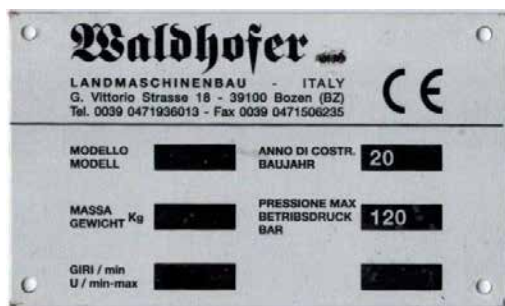 Waldhofer
LANDMASCHINENBAU - ITALY
G. Vittorio Strasse 18 - 39100 Bozen (BZ)
Tel. 0039 0471936013 - Fax 0039 0471506235
CE
MODELLO
MODELL
ANNO DI COSTR.
BAUJAHR
20
MASSA
GEWICHT Kg
PRESSIONE MAX
BETRIBSDRUCK
BAR
120
GIRI / min
U / min-max